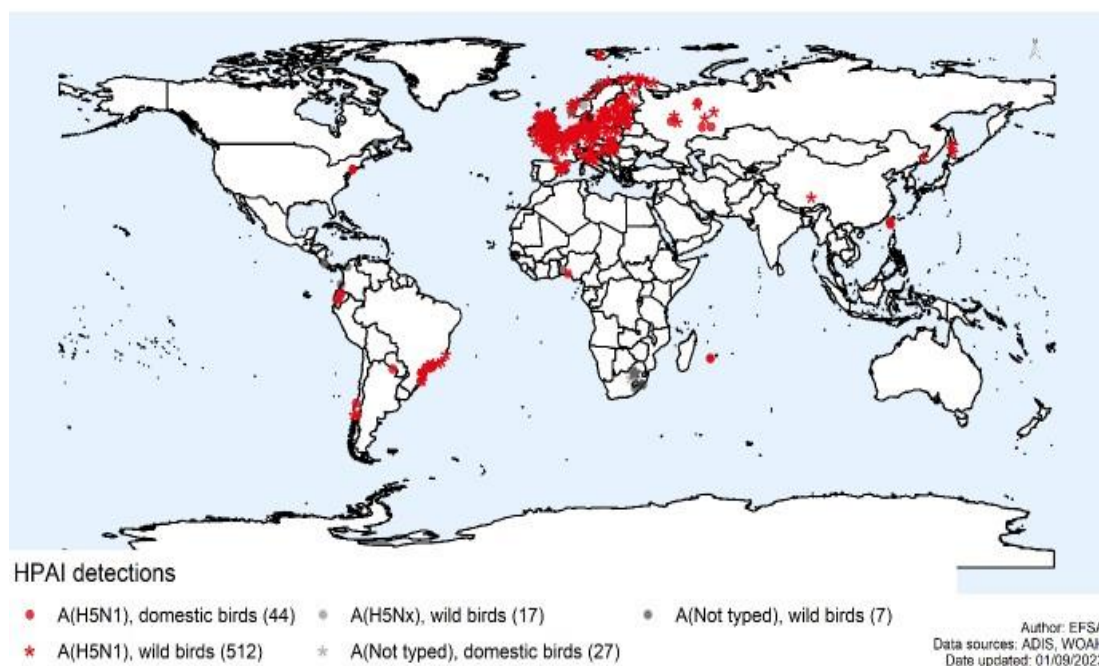 HPAI detections
A(H5N1), domestic birds (44) A(H5Nx), wild birds (17) A(Not typed), wild birds (7)
A(H5N1), wild birds (512) A(Not typed), domestic birds (27)
Author: EFSA
Data sources: ADIS, WOAH
Date updated: 01/09/2023